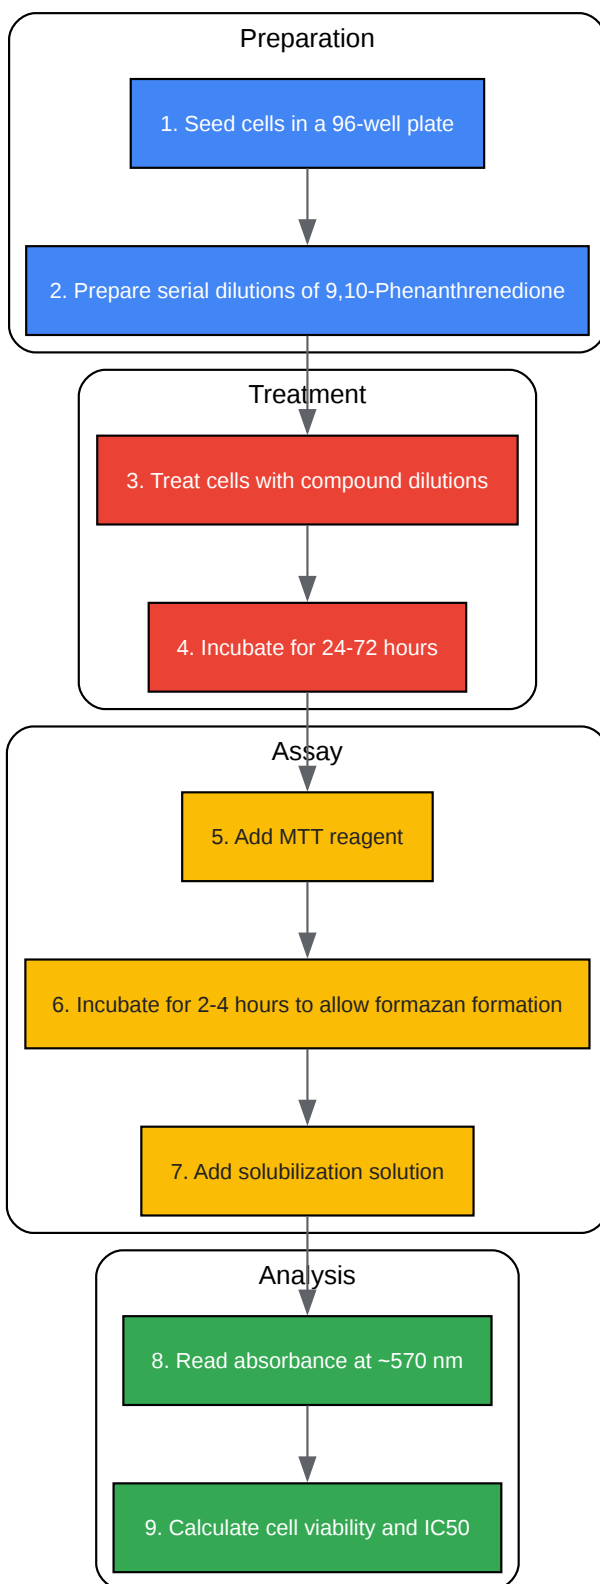 Preparation
1. Seed cells in a 96-well plate
2. Prepare serial dilutions of 9,10-Phenanthrenedione
Treatment
3. Treat cells with compound dilutions
4. Incubate for 24-72 hours
Assay
5. Add MTT reagent
6. Incubate for 2-4 hours to allow formazan formation
7. Add solubilization solution
Analysis
8. Read absorbance at ~570 nm
9. Calculate cell viability and IC50